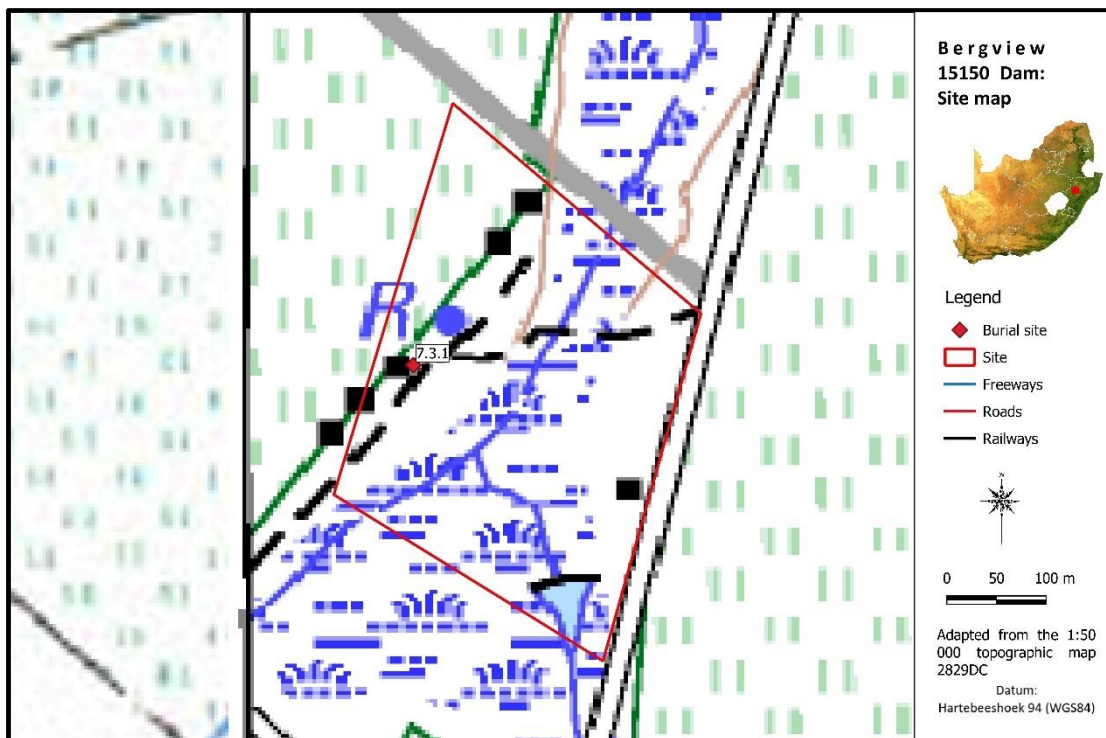 R
7.3.1
Bergview
15150 Dam:
Site map
Legend
Burial site
Site
Freeways
Roads
Railways
N
0 50 100 m
Adapted from the 1:50
000 topographic map
2829DC
Datum:
Hartebeeshoek 94 (WGS84)